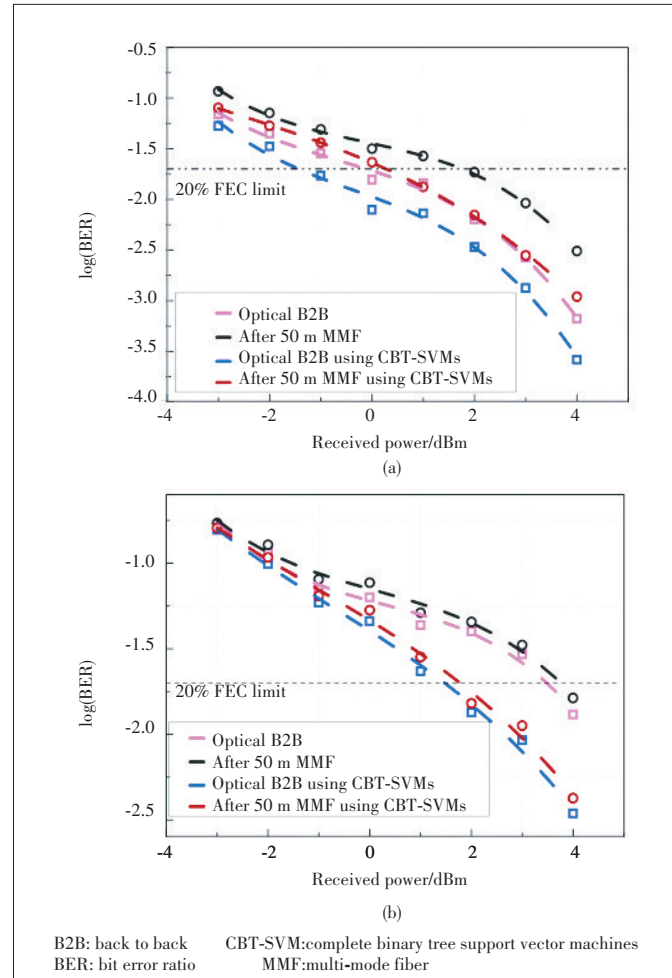 -0.5
-1.0
-1.5
-2.0
-2.5
-3.0
-3.5
-4.0
log(BER)
20% FEC limit
Optical B2B
After 50 m MMF
Optical B2B using CBT-SVMs
After 50 m MMF using CBT-SVMs
-4 -2 0 2 4
Received power/dBm
(a)
-1.0
-1.5
-2.0
-2.5
log(BER)
20% FEC limit
Optical B2B
After 50 m MMF
Optical B2B using CBT-SVMs
After 50 m MMF using CBT-SVMs
-4 -2 0 2 4
Received power/dBm
(b)
B2B: back to back CBT-SVM:complete binary tree support vector machines
BER: bit error ratio MMF:multi-mode fiber